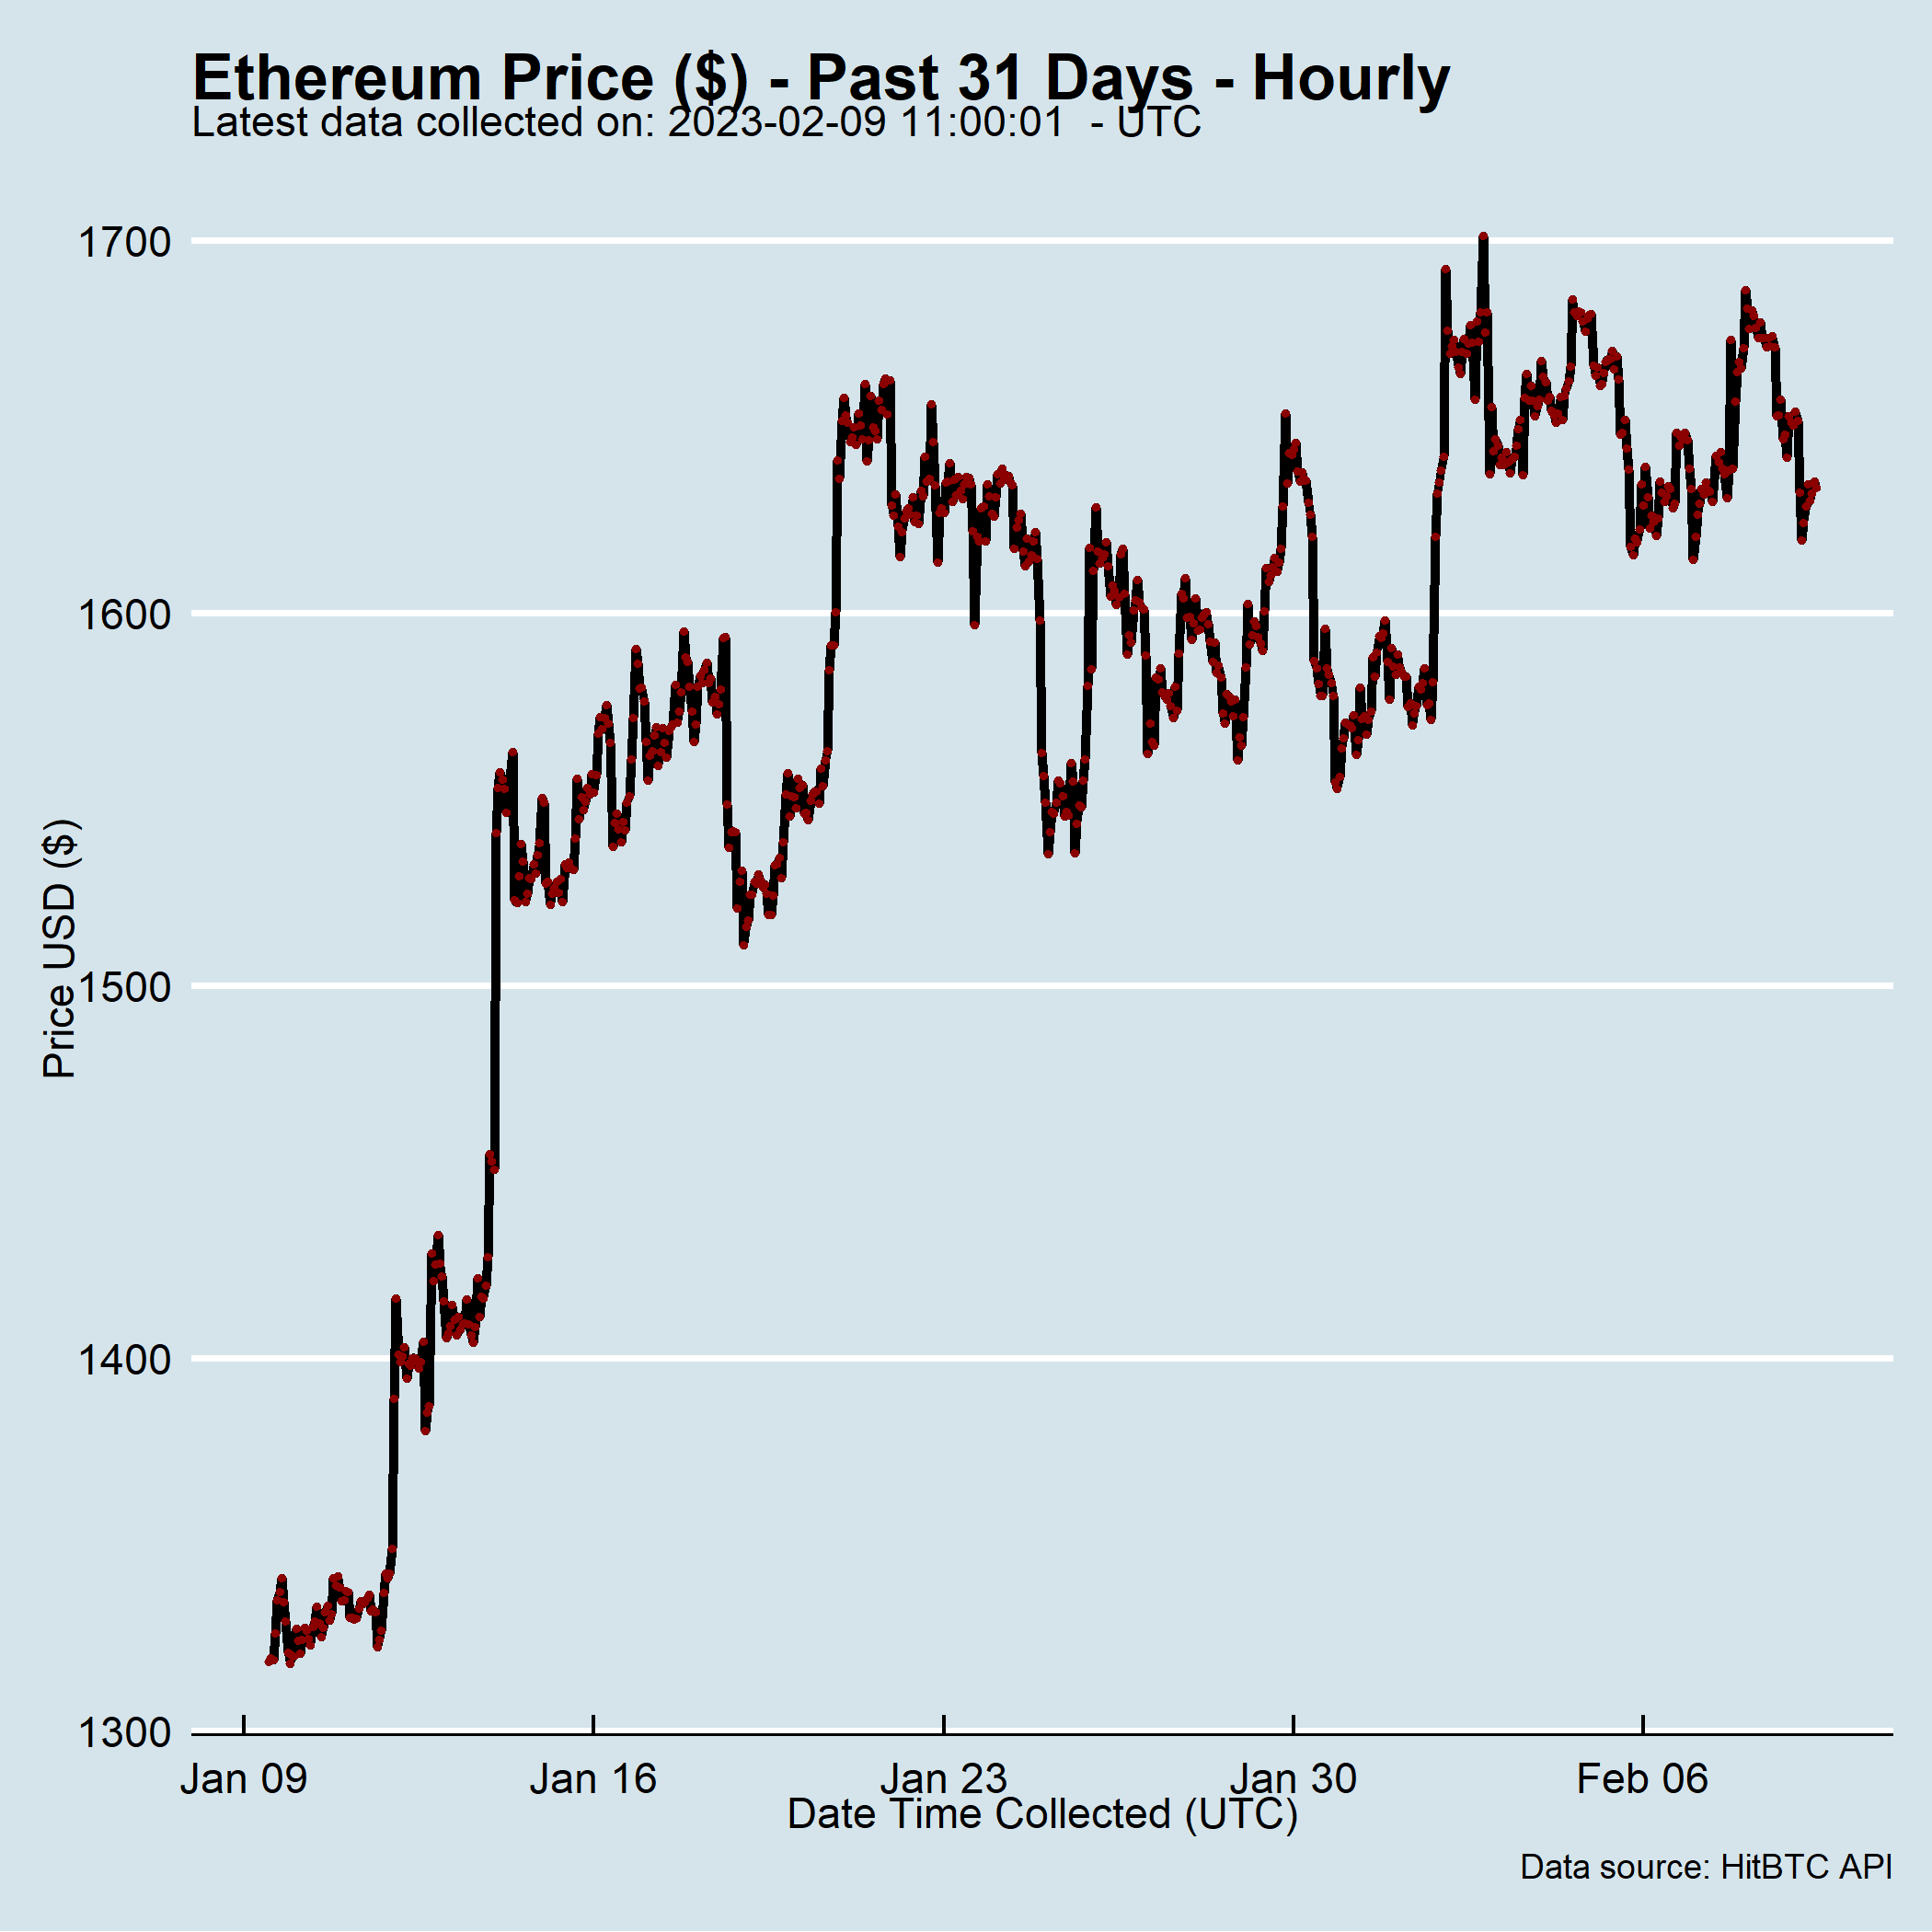 Ethereum Price ($) - Past 31 Days - Hourly
Latest data collected on: 2023-02-09 11:00:01  - UTC
1700
1600
1500
1400
1300
Price USD ($)
Jan 09 Jan 16 Jan 23 Jan 30 Feb 06
Date Time Collected (UTC)
Data source: HitBTC API